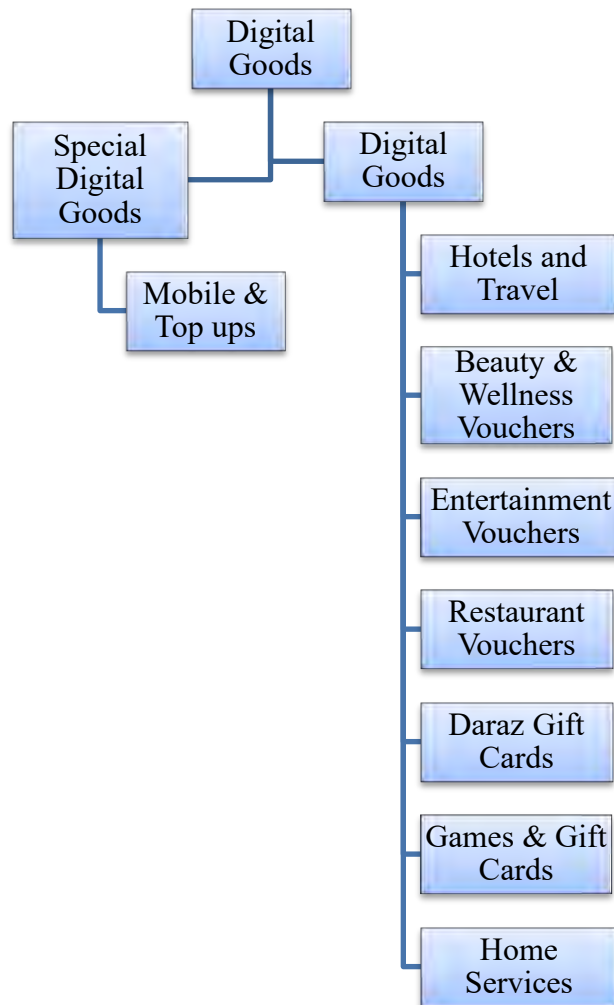 Digital
Goods
Special
Digital
Goods
Mobile &
Top ups
Digital
Goods
Hotels and
Travel
Beauty &
Wellness
Vouchers
Entertainment
Vouchers
Restaurant
Vouchers
Daraz Gift
Cards
Games & Gift
Cards
Home
Services